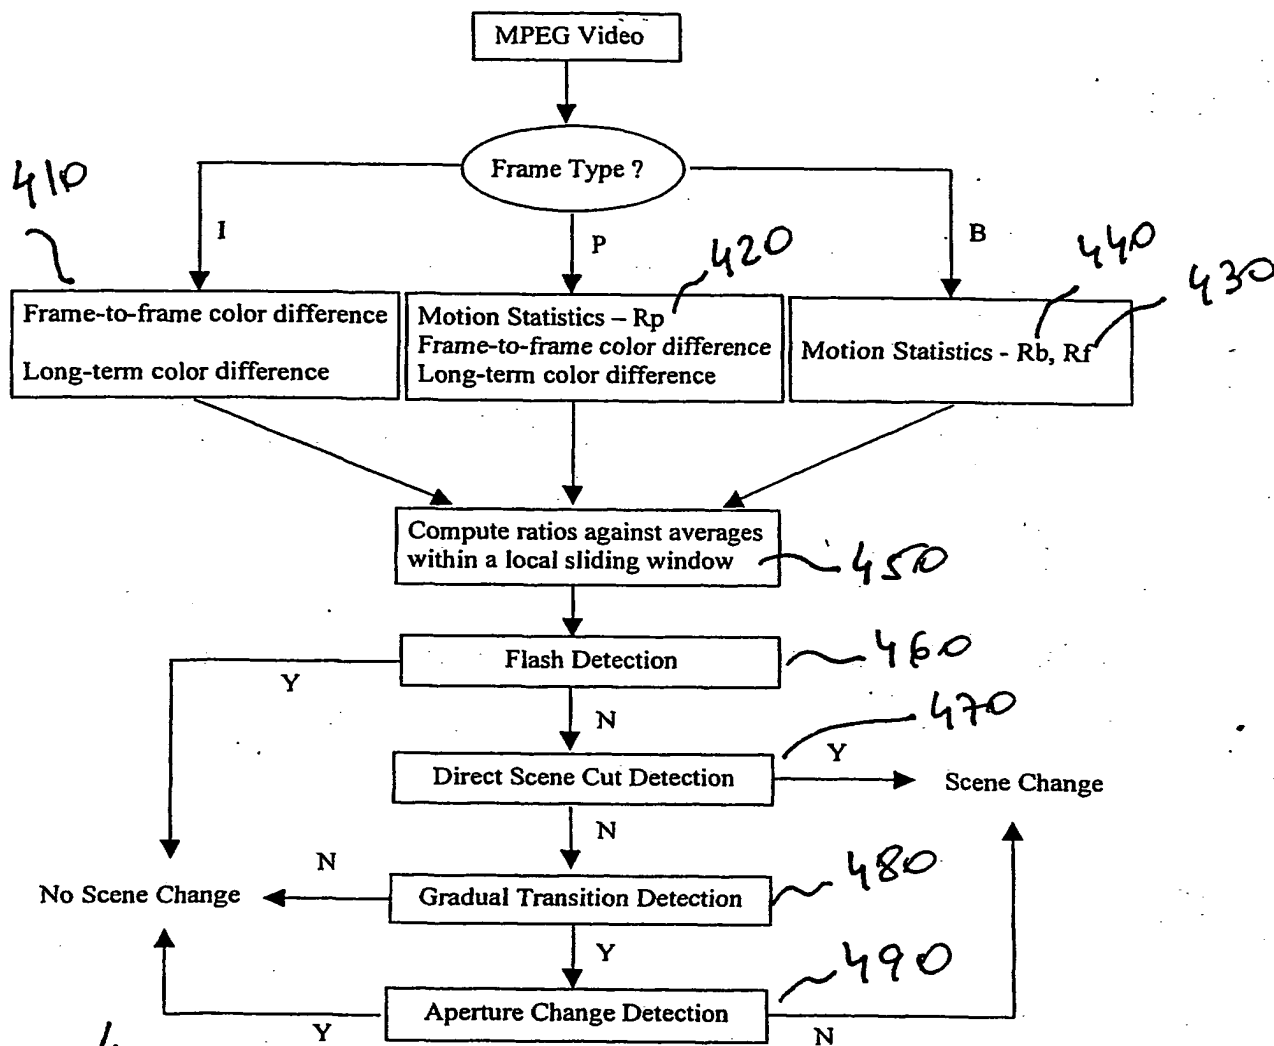 MPEG Video
Frame Type ?
410
I
P
B
420
440
430
Frame-to-frame color difference
Long-term color difference
Motion Statistics – Rp
Frame-to-frame color difference
Long-term color difference
Motion Statistics - Rb, Rf
Compute ratios against averages
within a local sliding window
450
Flash Detection
460
Y
N
470
Direct Scene Cut Detection
Y
Scene Change
N
480
No Scene Change
N
Gradual Transition Detection
Y
490
Aperture Change Detection
Y
N